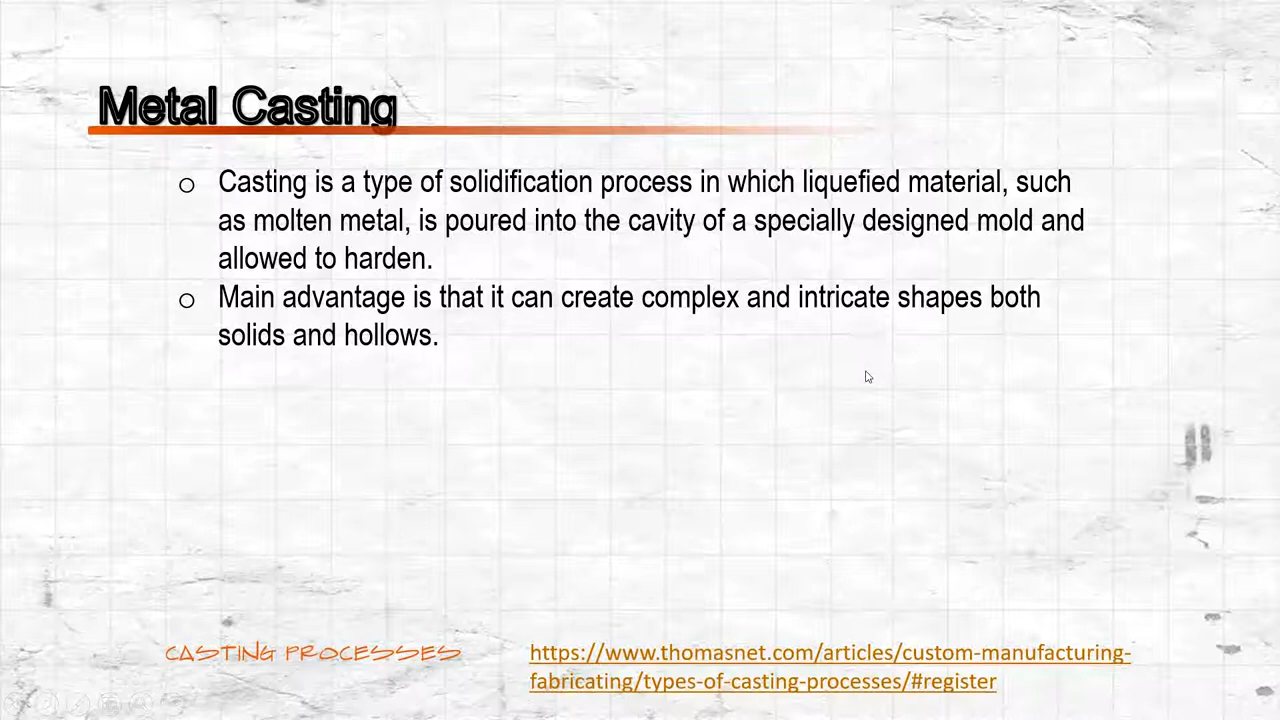 Metal Casting
○ Casting is a type of solidification process in which liquefied material, such
as molten metal, is poured into the cavity of a specially designed mold and
allowed to harden.
○ Main advantage is that it can create complex and intricate shapes both
solids and hollows.
CASTING PROCESSES
https://www.thomasnet.com/articles/custom-manufacturing-
fabricating/types-of-casting-processes/#register